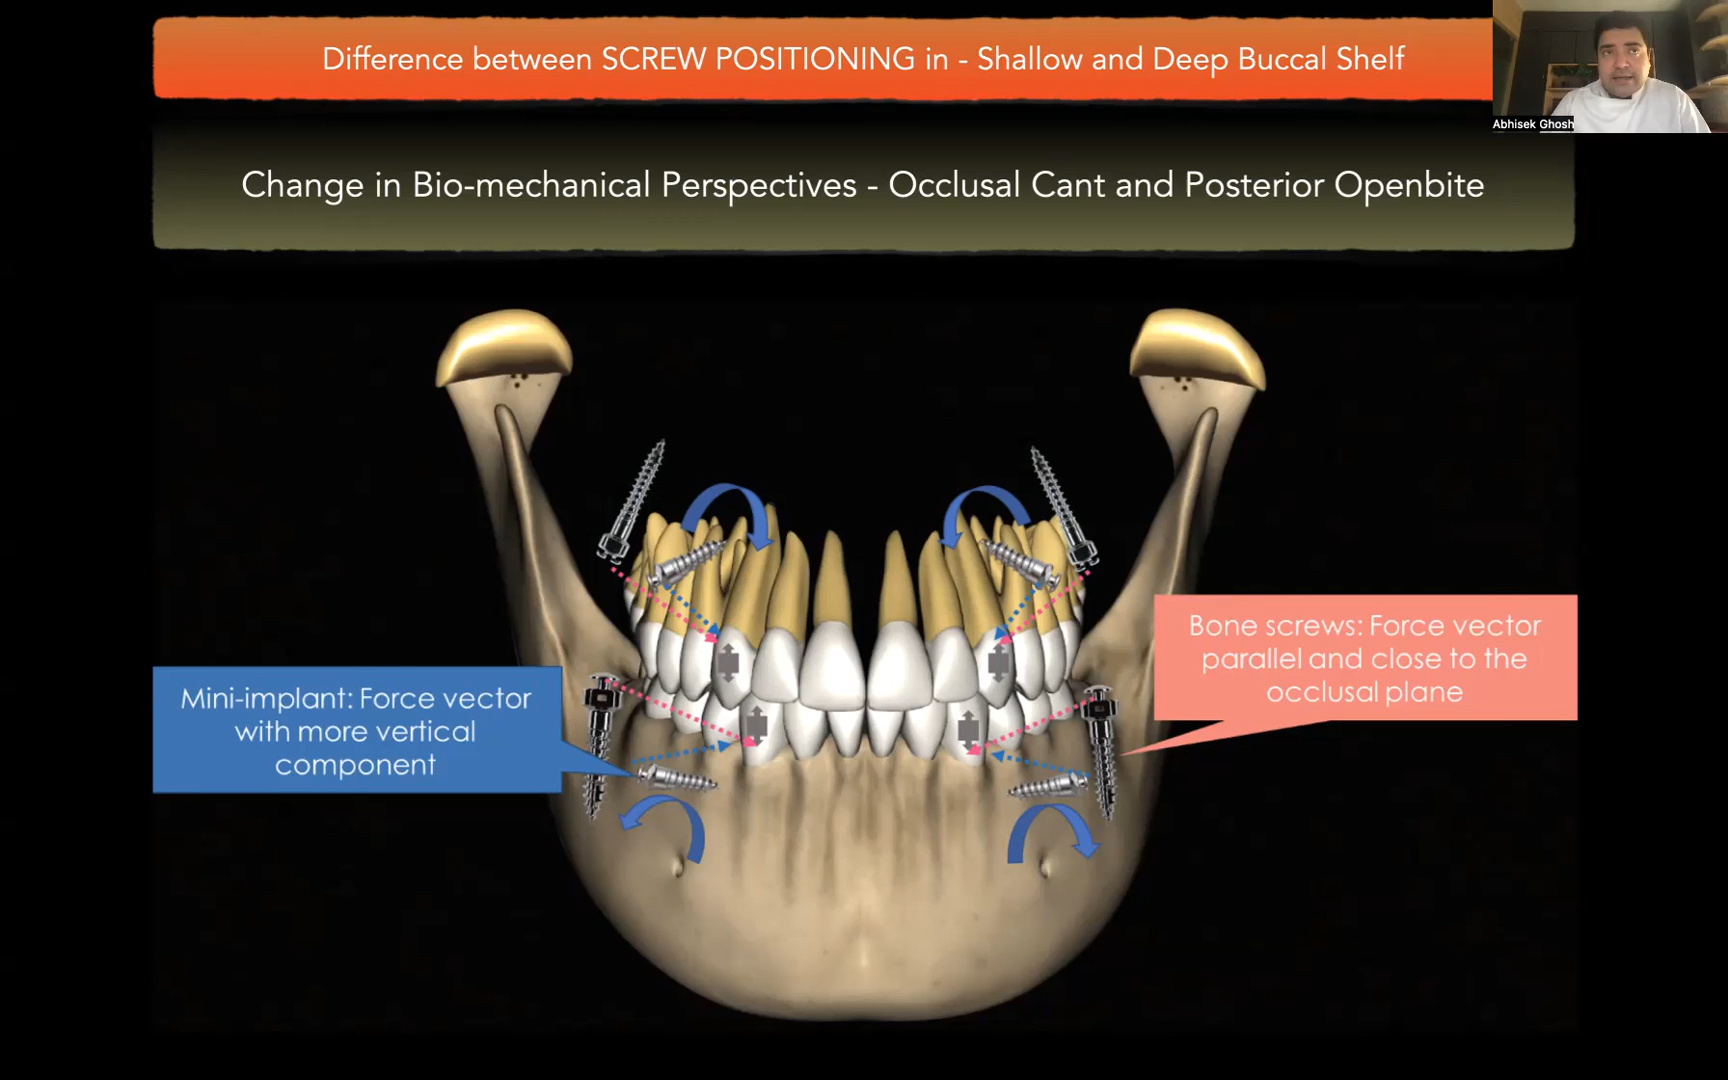 Difference between SCREW POSITIONING in - Shallow and Deep Buccal Shelf
Abhisek Ghosh
Change in Bio-mechanical Perspectives - Occlusal Cant and Posterior Openbite
Bone screws: Force vector
parallel and close to the
occlusal plane
Mini-implant: Force vector
with more vertical
component